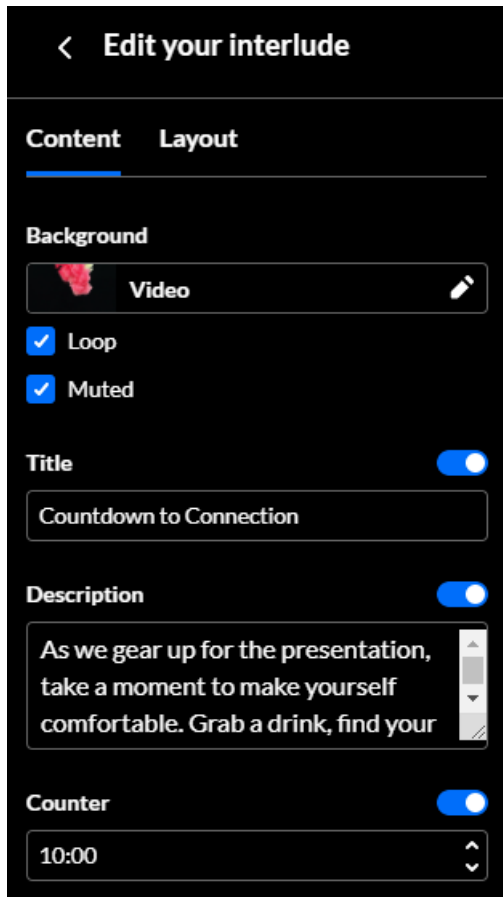 Edit your interlude
Content Layout
Background
Video
Loop
Muted
Title
Countdown to Connection
Description
As we gear up for the presentation,
take a moment to make yourself
comfortable. Grab a drink, find your
Counter
10:00